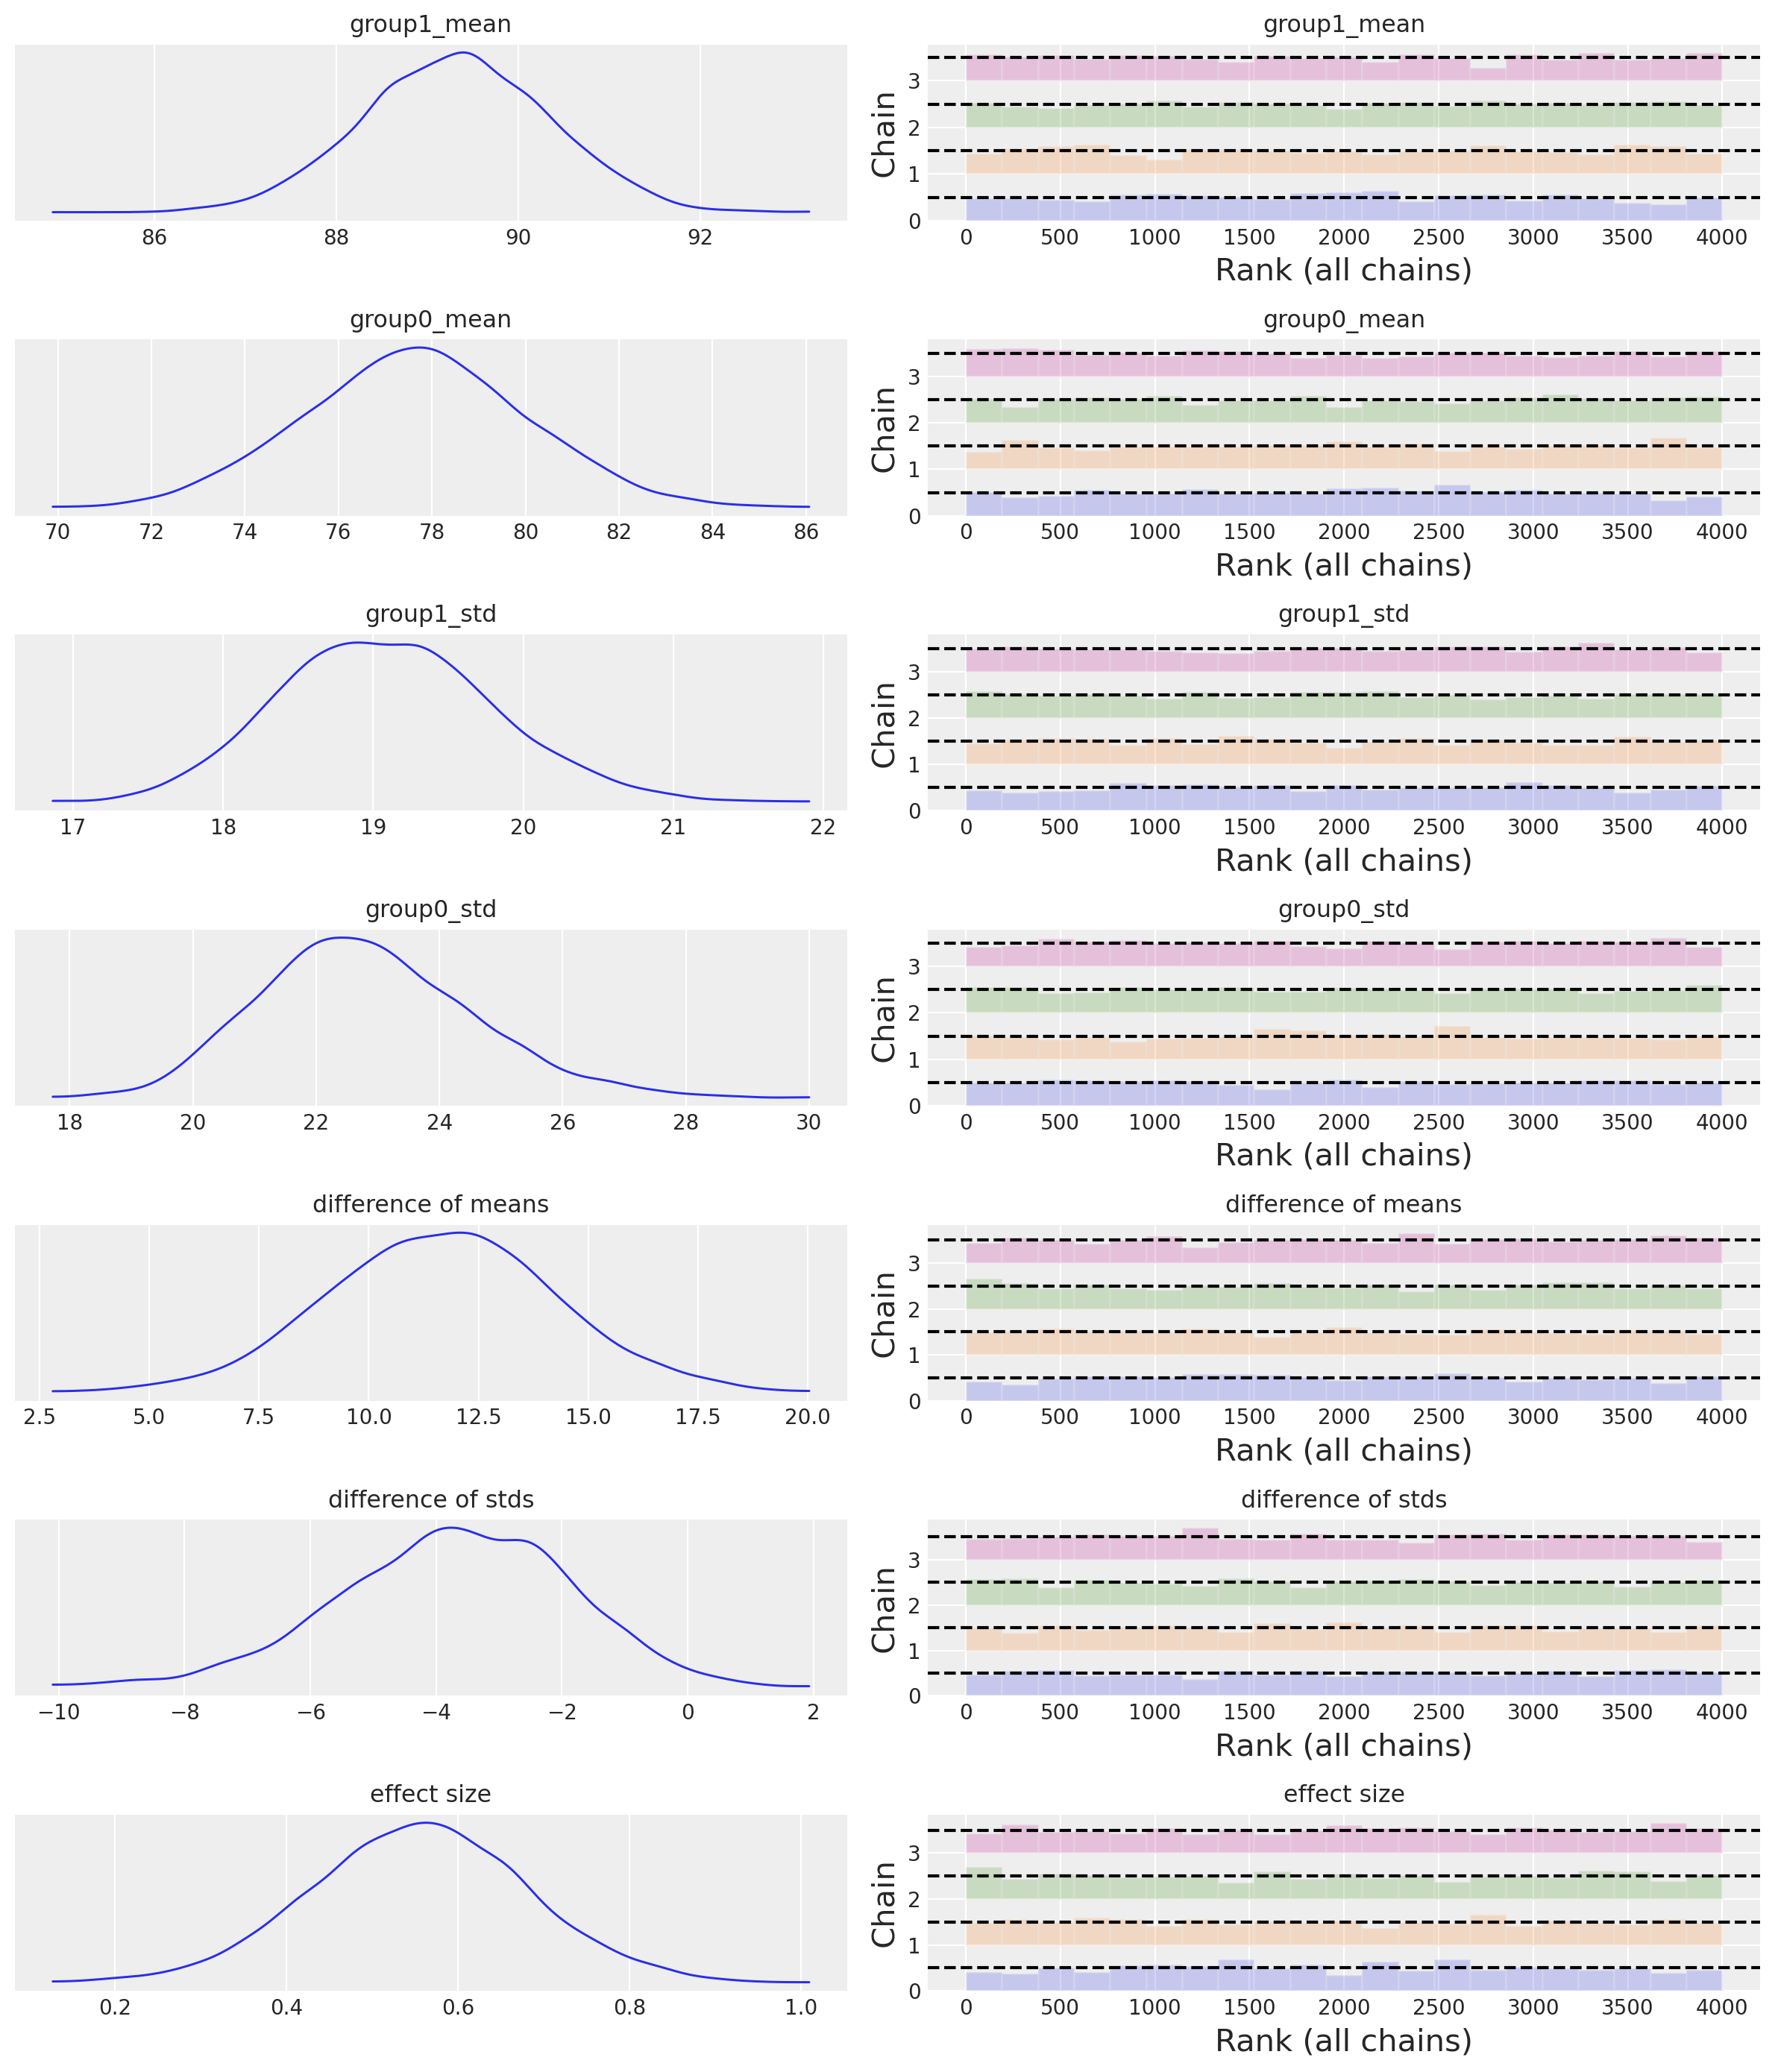 group1_mean
group1_mean
Chain
3
2
1
0
86 88 90 92
0 500 1000 1500 2000 2500 3000 3500 4000
Rank (all chains)
group0_mean
group0_mean
Chain
3
2
1
0
70 72 74 76 78 80 82 84 86
0 500 1000 1500 2000 2500 3000 3500 4000
Rank (all chains)
group1_std
group1_std
Chain
3
2
1
0
17 18 19 20 21 22
0 500 1000 1500 2000 2500 3000 3500 4000
Rank (all chains)
group0_std
group0_std
Chain
3
2
1
0
18 20 22 24 26 28 30
0 500 1000 1500 2000 2500 3000 3500 4000
Rank (all chains)
difference of means
difference of means
Chain
3
2
1
0
2.5 5.0 7.5 10.0 12.5 15.0 17.5 20.0
0 500 1000 1500 2000 2500 3000 3500 4000
Rank (all chains)
difference of stds
difference of stds
Chain
3
2
1
0
−10 −8 −6 −4 −2 0 2
0 500 1000 1500 2000 2500 3000 3500 4000
Rank (all chains)
effect size
effect size
Chain
3
2
1
0
0.2 0.4 0.6 0.8 1.0
0 500 1000 1500 2000 2500 3000 3500 4000
Rank (all chains)